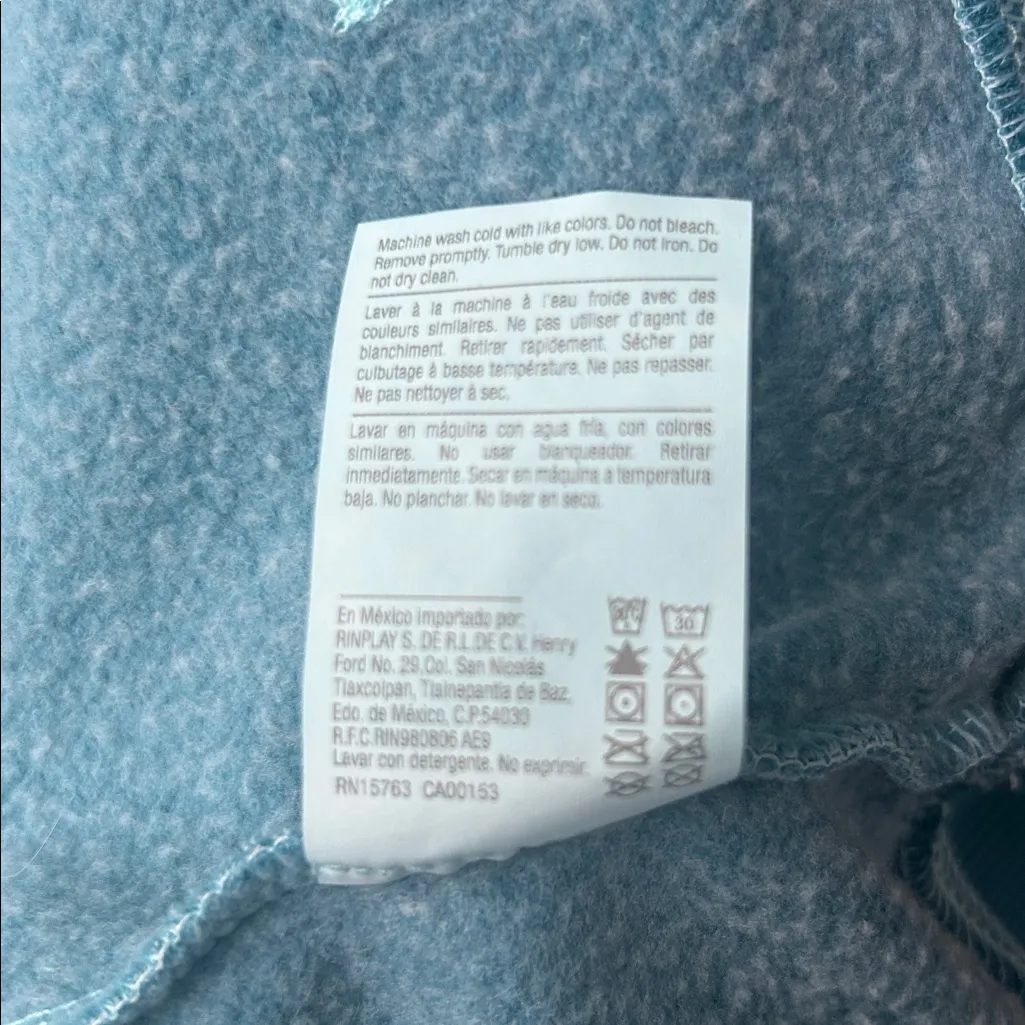 Machine wash cold with like colors. Do not bleach.
Remove promptly. Tumble dry low. Do not iron. Do
not dry clean.
Laver à la machine à l'eau froide avec des
couleurs similaires. Ne pas utiliser d'agent de
blanchiment. Retirer rapidement. Sécher par
culbutage à basse température. Ne pas repasser.
Ne pas nettoyer à sec.
Lavar en máquina con agua fría, con colores
similares. No usar blanqueador. Retirar
inmediatamente. Secar en máquina a temperatura
baja. No planchar. No lavar en seco.
En México importado por:
RINPLAY S. DE R.L. DE C.V. Henry
Ford No. 29, Col. San Nicolás
Tlaxcolpan, Tlalnepantla de Baz,
Edo. de México, C.P. 54030
R.F.C. RIN980806 AE9
Lavar con detergente. No exprimir.
RN15763 CA00153
30